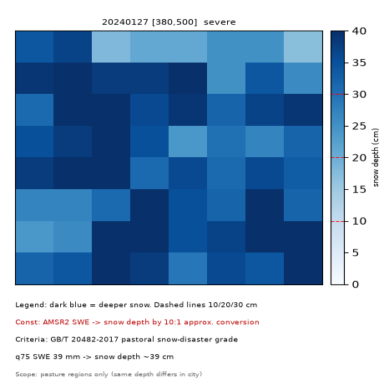 20240127 [380,500]  severe
40
35
30
25
20
15
10
5
0
snow depth (cm)
Legend: dark blue = deeper snow. Dashed lines 10/20/30 cm
Const: AMSR2 SWE -> snow depth by 10:1 approx. conversion
Criteria: GB/T 20482-2017 pastoral snow-disaster grade
q75 SWE 39 mm -> snow depth ~39 cm
Scope: pasture regions only (same depth differs in city)